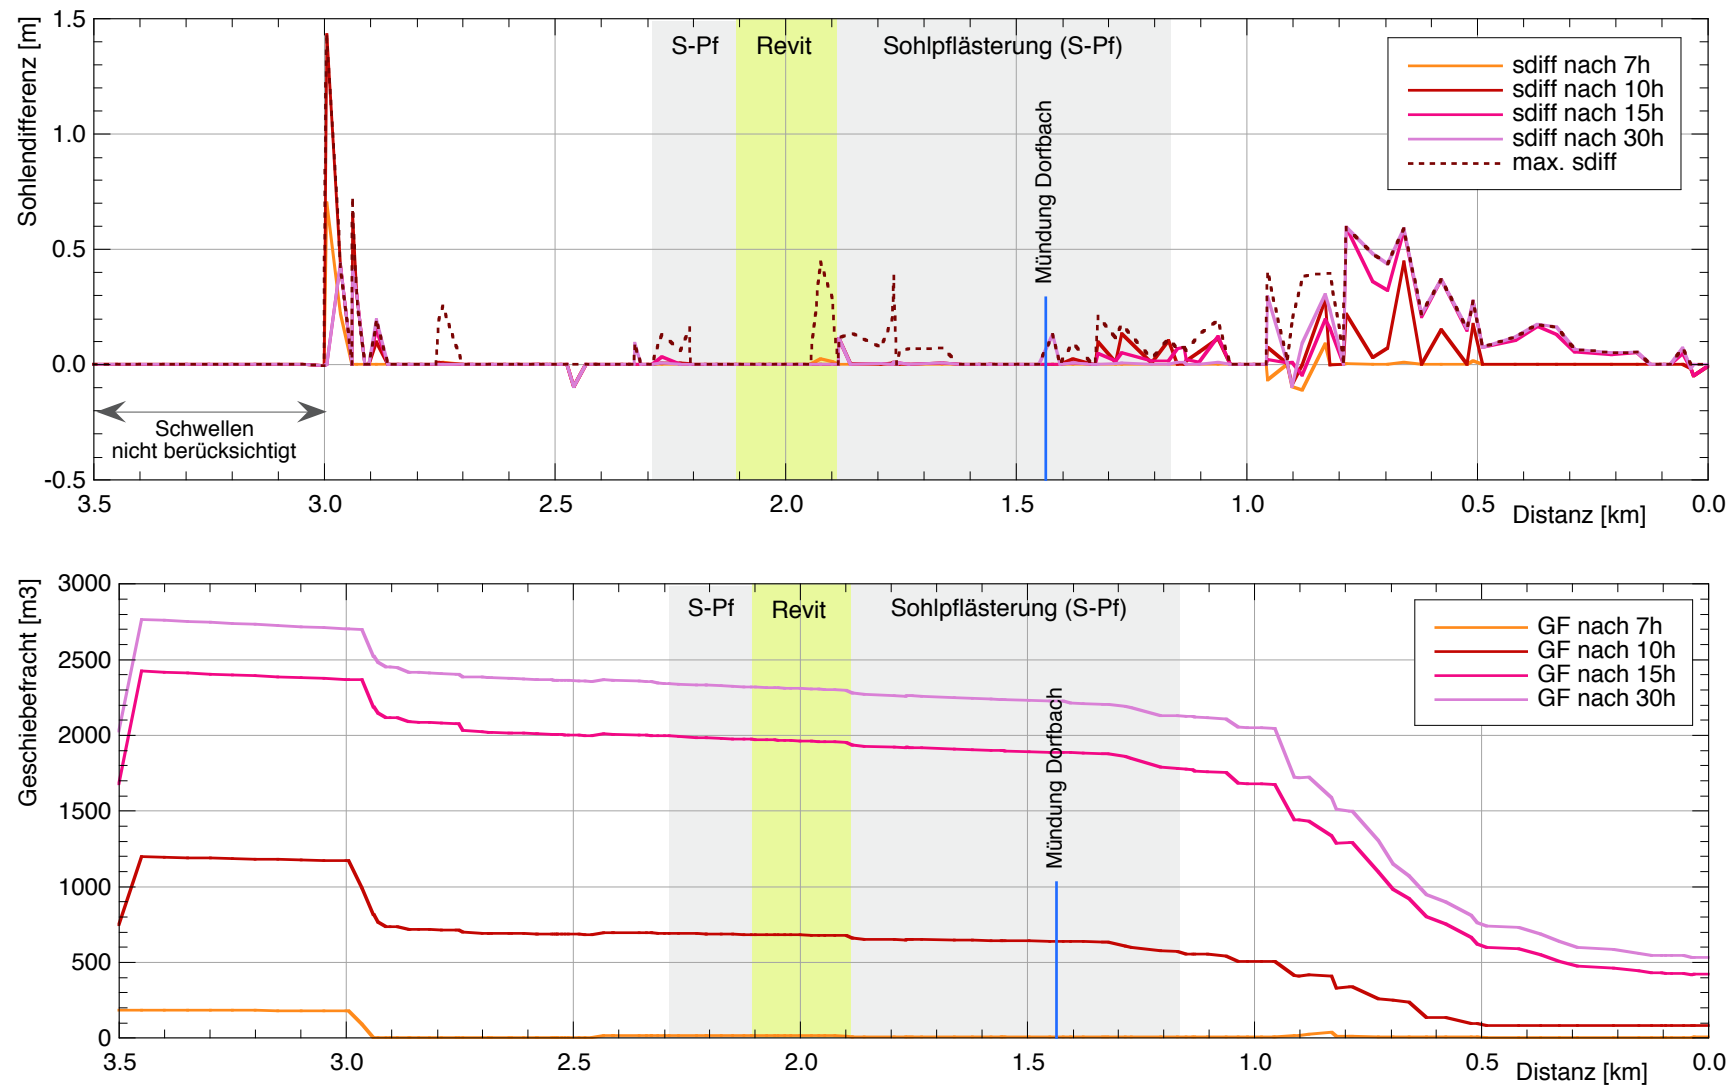 Sohlendifferenz [m]
1.5
1.0
0.5
0.0
-0.5
S-Pf
Revit
Sohlpflästerung (S-Pf)
Mündung Dorfbach
sdiff nach 7h
sdiff nach 10h
sdiff nach 15h
sdiff nach 30h
max. sdiff
Schwellen
nicht berücksichtigt
3.5 3.0 2.5 2.0 1.5 1.0 0.5 0.0
Distanz [km]
Geschiebefracht [m3]
3000
2500
2000
1500
1000
500
0
S-Pf
Revit
Sohlpflästerung (S-Pf)
Mündung Dorfbach
GF nach 7h
GF nach 10h
GF nach 15h
GF nach 30h
3.5 3.0 2.5 2.0 1.5 1.0 0.5 0.0
Distanz [km]